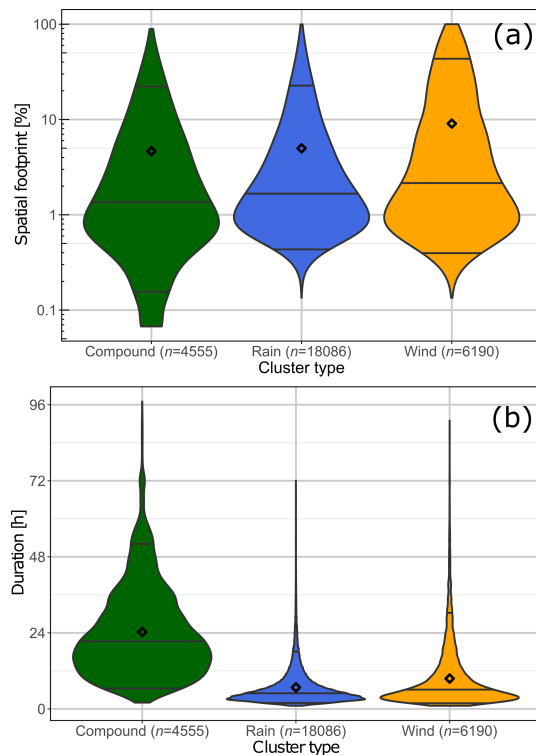 (a)
Spatial footprint [%]
100
10
1
0.1
Compound (n=4555) Rain (n=18086) Wind (n=6190)
Cluster type
(b)
Duration [h]
96
72
48
24
0
Compound (n=4555) Rain (n=18086) Wind (n=6190)
Cluster type